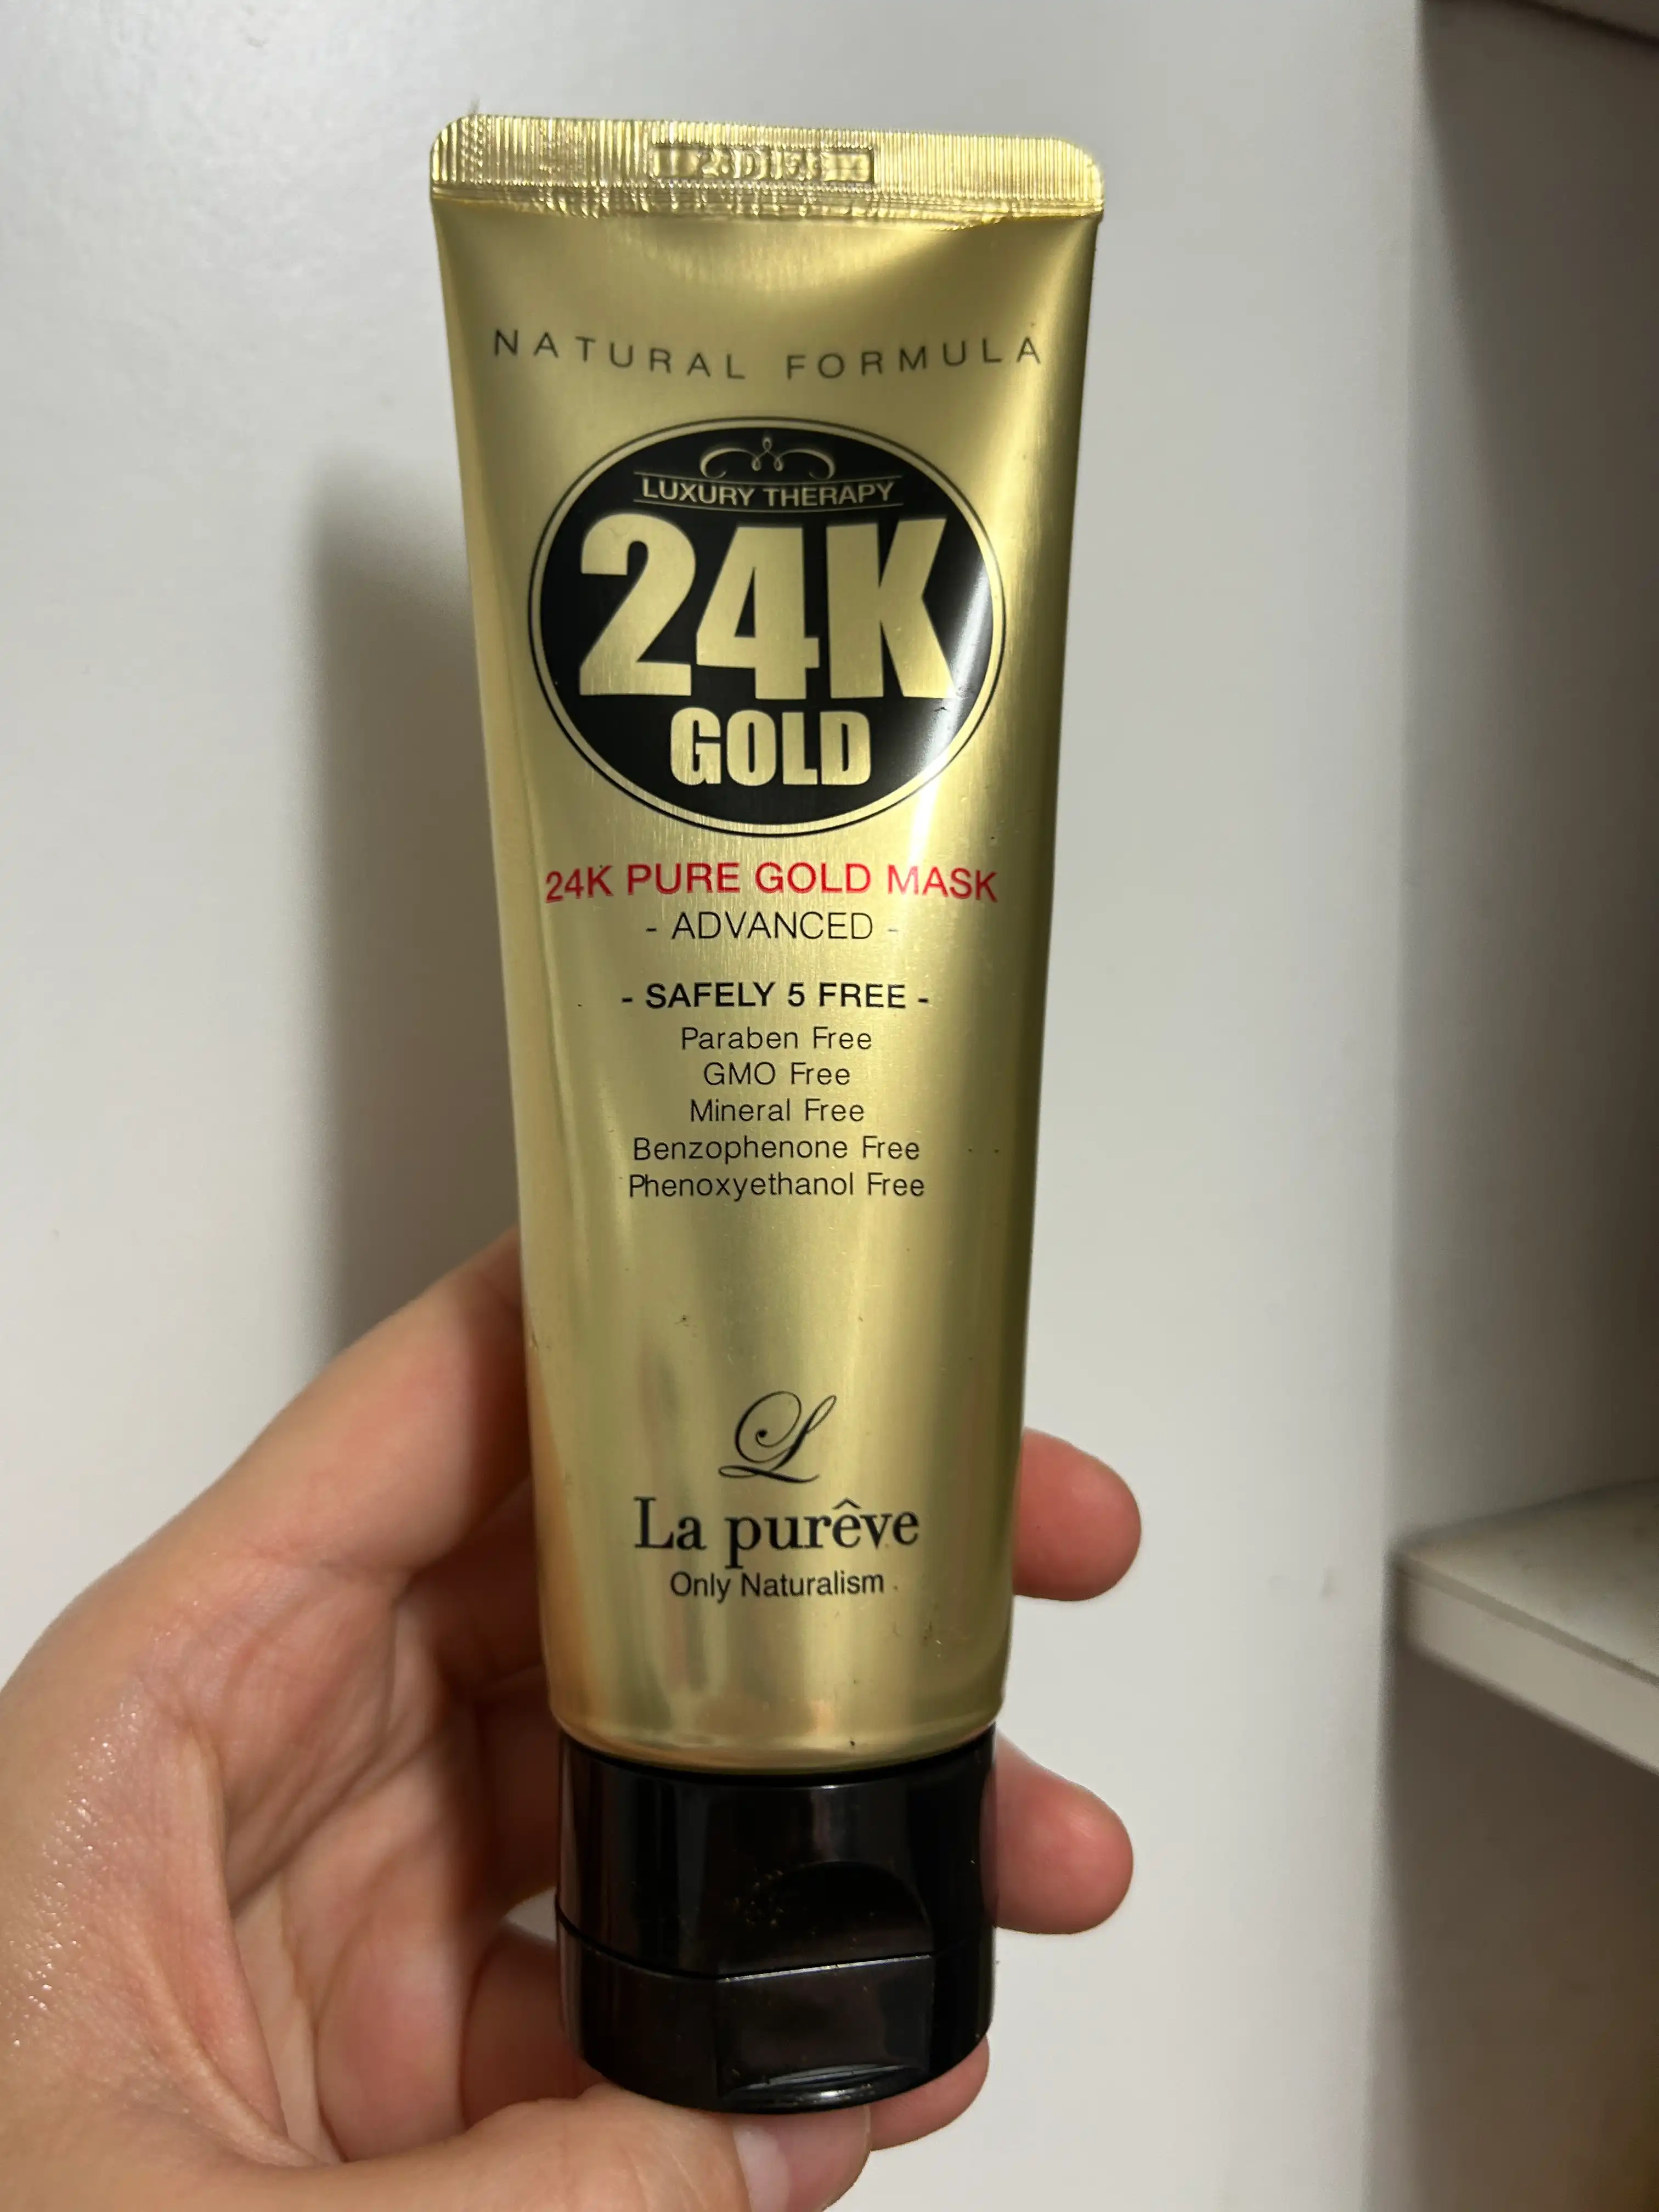 NATURAL FORMULA
LUXURY THERAPY
24K
GOLD
24K PURE GOLD MASK
- ADVANCED -
- SAFELY 5 FREE -
Paraben Free
GMO Free
Mineral Free
Benzophenone Free
Phenoxyethanol Free
L
La purêve
Only Naturalism